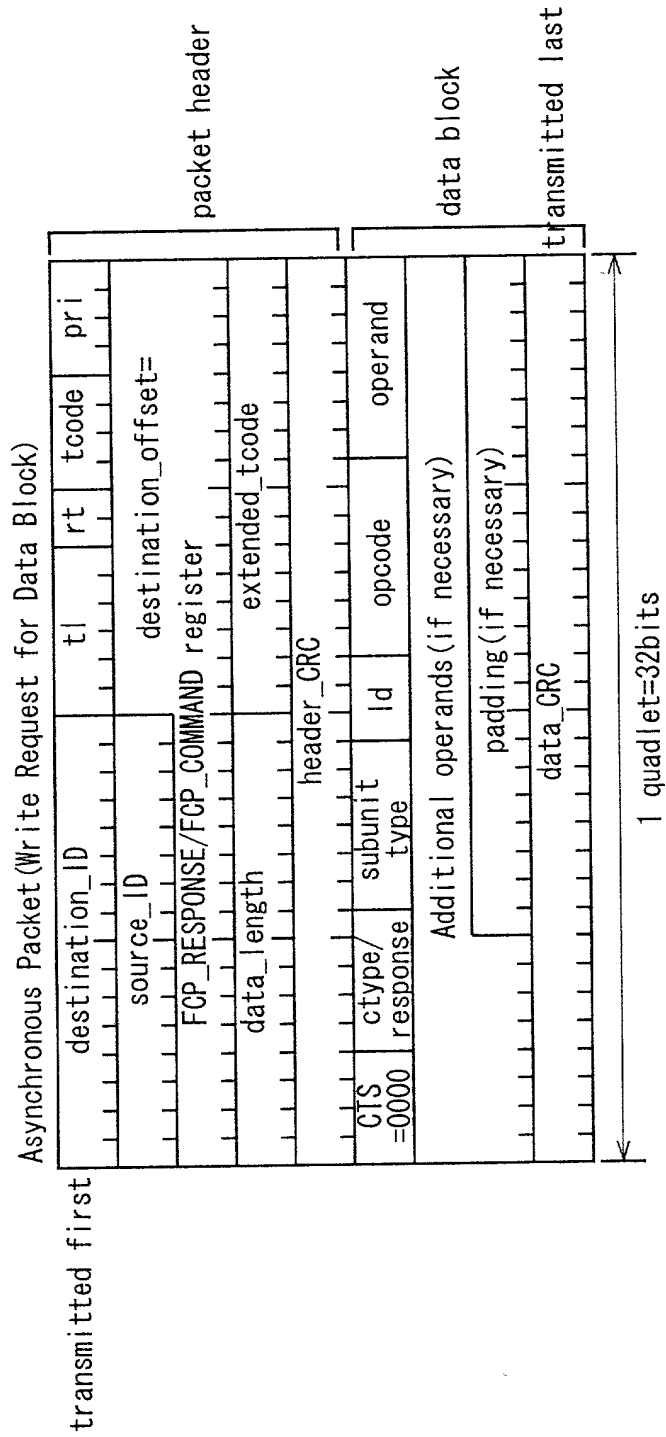 Asynchronous Packet(Write Request for Data Block)
transmitted first
destination_ID tl rt tcode pri
source_ID destination_offset=
FCP_RESPONSE/FCP_COMMAND register
data_length extended_tcode
header_CRC
packet header
CTS
=0000
ctype/
response
subunit
type
Id
opcode
operand
Additional operands(if necessary)
padding(if necessary)
data_CRC
data block
transmitted last
1 quadlet=32bits